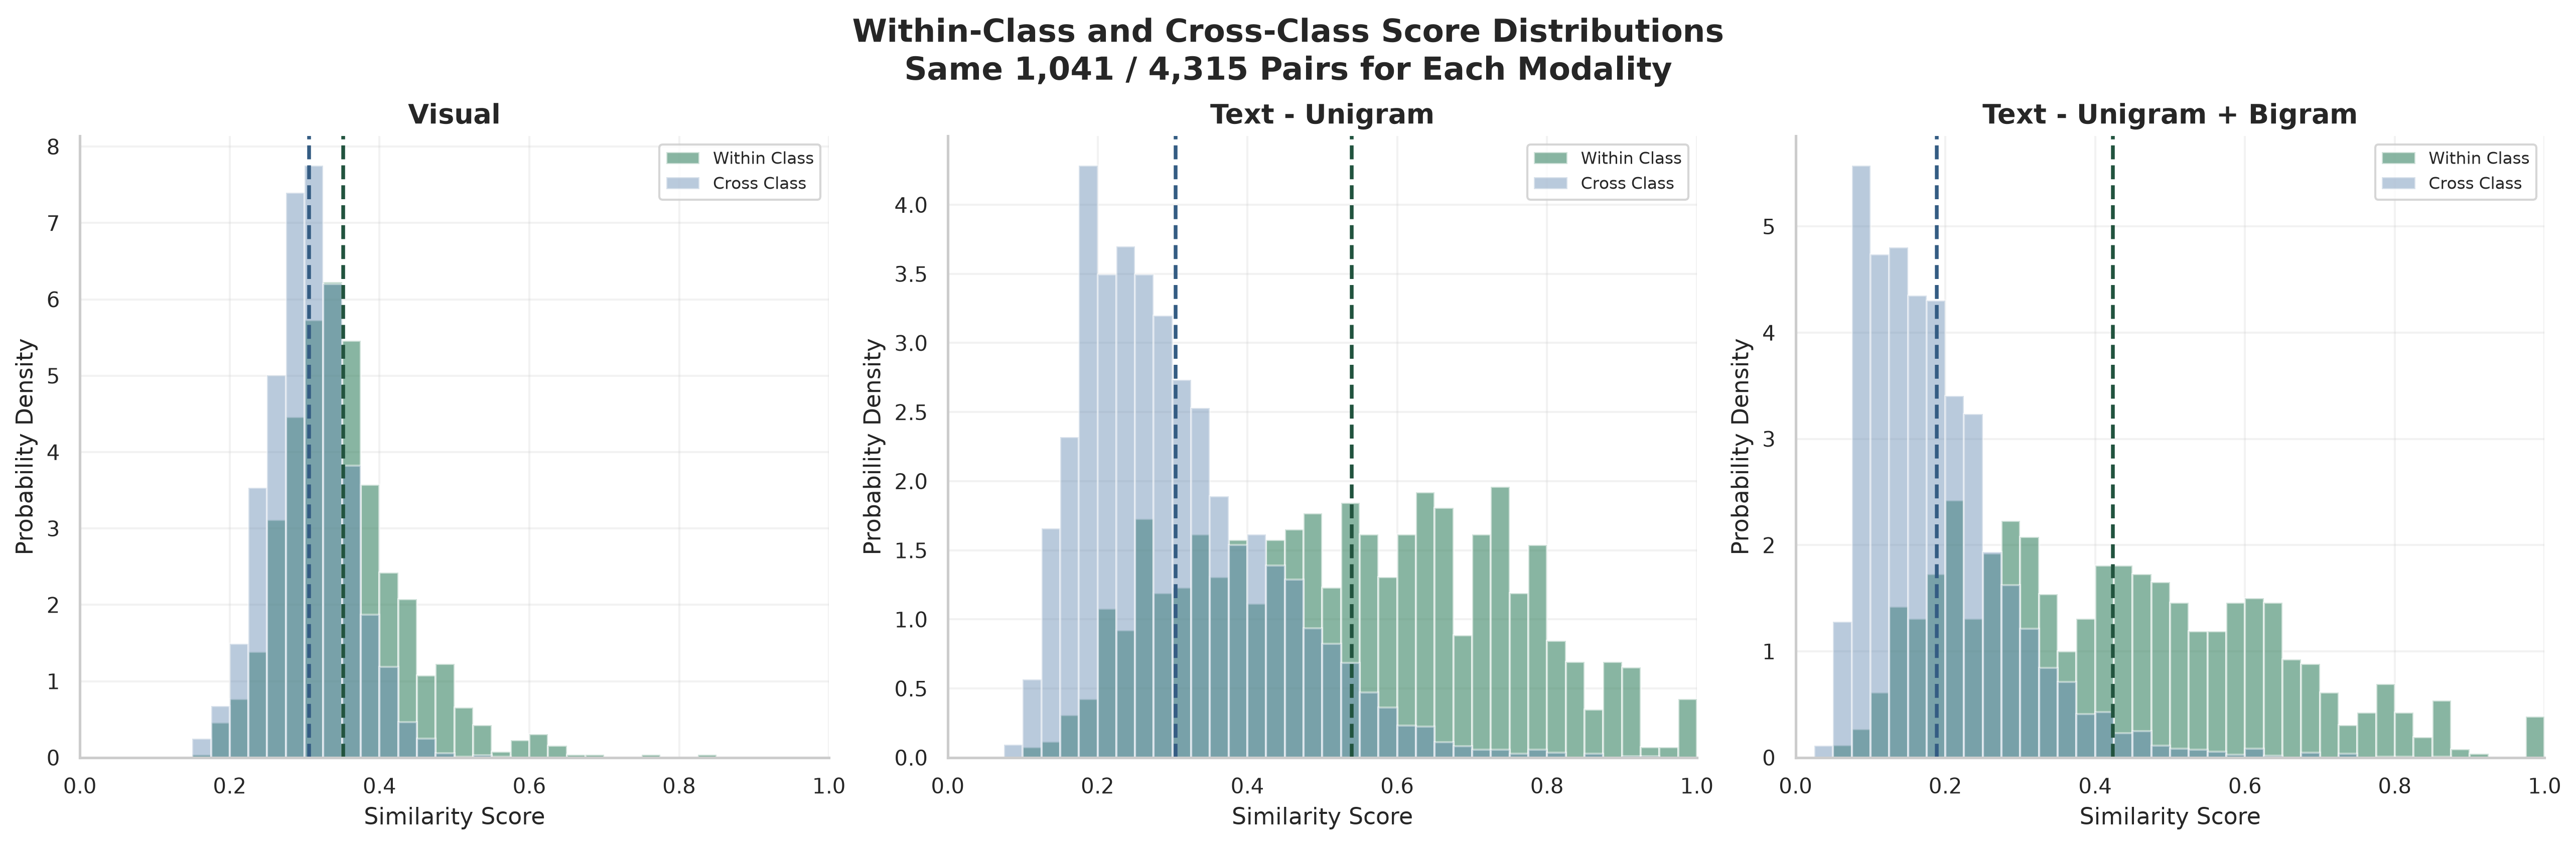 Within-Class and Cross-Class Score Distributions
Same 1,041 / 4,315 Pairs for Each Modality
Visual
Probability Density
8
7
6
5
4
3
2
1
0
0.0 0.2 0.4 0.6 0.8 1.0
Similarity Score
Within Class
Cross Class
Text - Unigram
Probability Density
4.0
3.5
3.0
2.5
2.0
1.5
1.0
0.5
0.0
0.0 0.2 0.4 0.6 0.8 1.0
Similarity Score
Within Class
Cross Class
Text - Unigram + Bigram
Probability Density
5
4
3
2
1
0
0.0 0.2 0.4 0.6 0.8 1.0
Similarity Score
Within Class
Cross Class